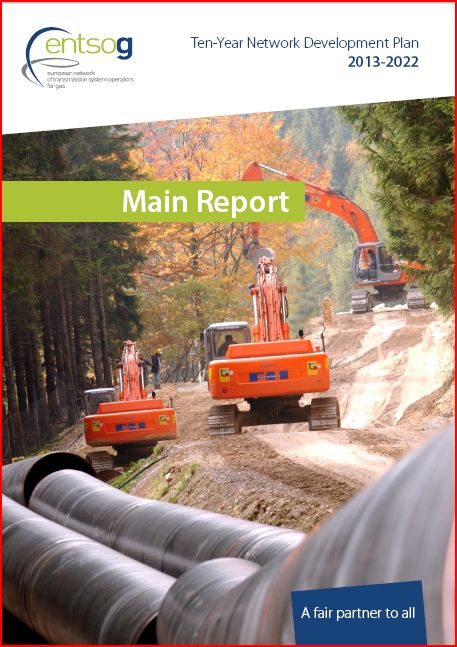 entsog
european network
of transmission system operators
for gas
Ten-Year Network Development Plan
2013-2022
Main Report
A fair partner to all